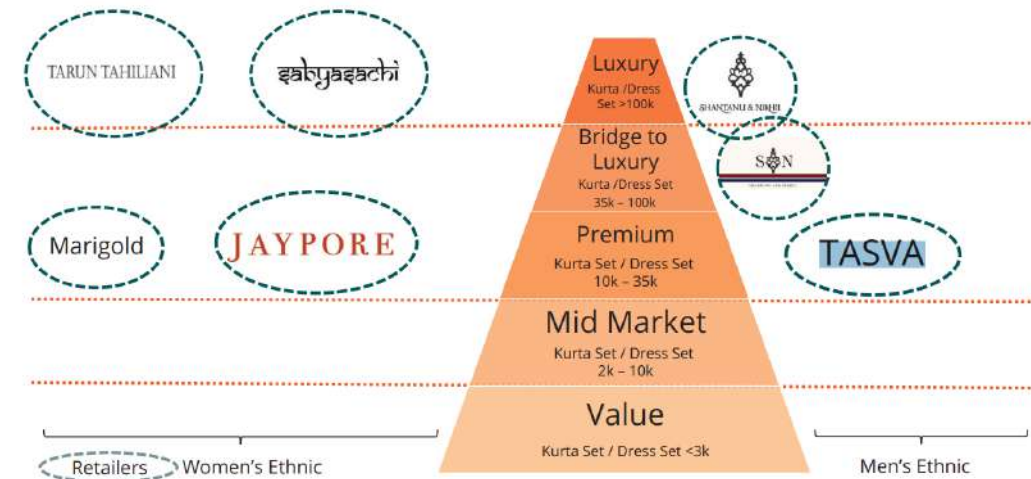 TARUN TAHILIANI
sabyasachi
Luxury
Kurta /Dress
Set >100k
SHANTANU & NIKHIL
Bridge to
Luxury
Kurta /Dress Set
35k – 100k
S N
Marigold
JAYPORE
Premium
Kurta Set / Dress Set
10k – 35k
TASVA
Mid Market
Kurta Set / Dress Set
2k – 10k
Value
Kurta Set / Dress Set <3k
Retailers
Women's Ethnic
Men's Ethnic